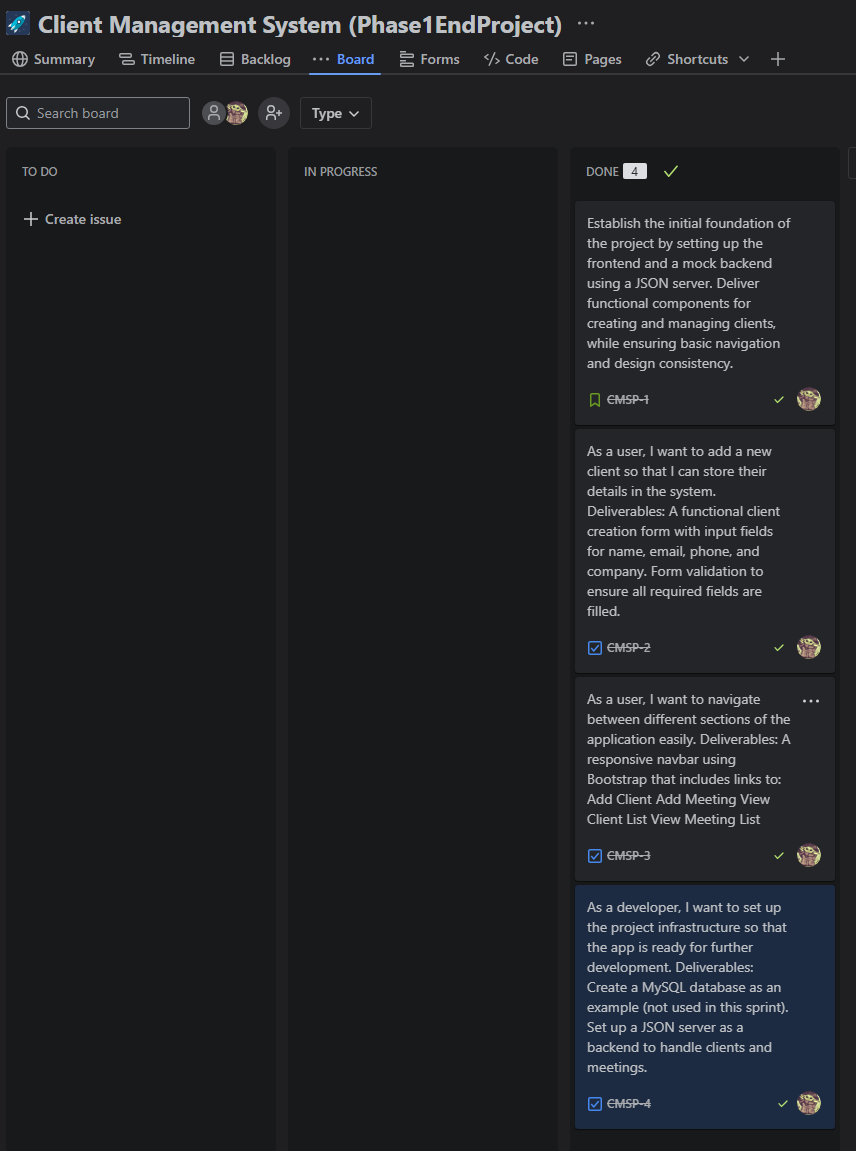 Client Management System (Phase1EndProject)
Summary Timeline Backlog Board Forms Code Pages Shortcuts
Search board
Type
TO DO
Create issue
IN PROGRESS
DONE 4
Establish the initial foundation of
the project by setting up the
frontend and a mock backend
using a JSON server. Deliver
functional components for
creating and managing clients,
while ensuring basic navigation
and design consistency.
CMSP-1
As a user, I want to add a new
client so that I can store their
details in the system.
Deliverables: A functional client
creation form with input fields
for name, email, phone, and
company. Form validation to
ensure all required fields are
filled.
CMSP-2
As a user, I want to navigate
between different sections of the
application easily. Deliverables: A
responsive navbar using
Bootstrap that includes links to:
Add Client Add Meeting View
Client List View Meeting List
CMSP-3
As a developer, I want to set up
the project infrastructure so that
the app is ready for further
development. Deliverables:
Create a MySQL database as an
example (not used in this sprint).
Set up a JSON server as a
backend to handle clients and
meetings.
CMSP-4